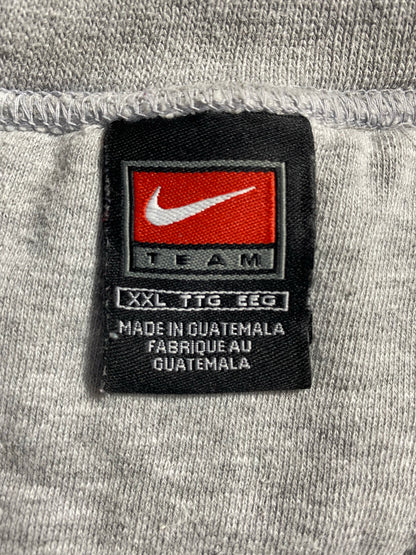 TEAM
XXL TTG EEG
MADE IN GUATEMALA
FABRIQUE AU
GUATEMALA